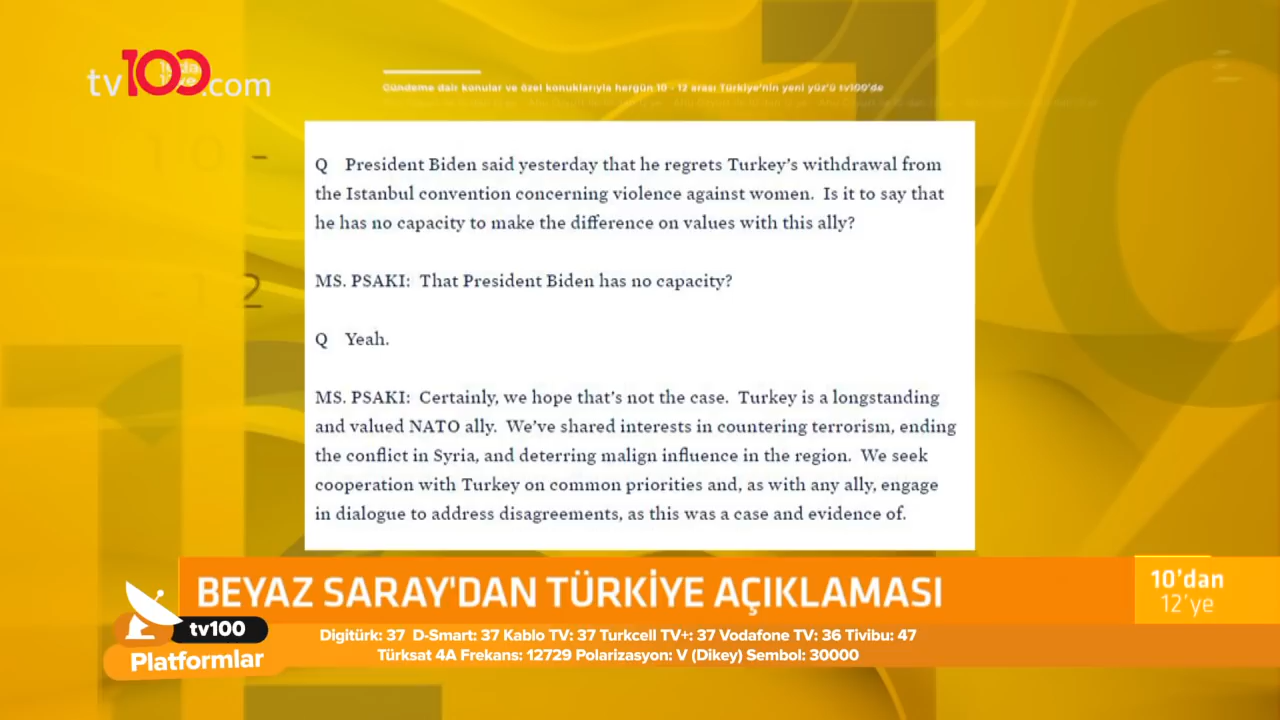 tv100.com
Gündeme dair konular ve özel konuklarıyla hergün 10 - 12 arası Türkiye'nin yeni yüz'ü tv100'de
10 -
- 12
Q President Biden said yesterday that he regrets Turkey's withdrawal from
the Istanbul convention concerning violence against women. Is it to say that
he has no capacity to make the difference on values with this ally?
MS. PSAKI: That President Biden has no capacity?
Q Yeah.
MS. PSAKI: Certainly, we hope that's not the case. Turkey is a longstanding
and valued NATO ally. We've shared interests in countering terrorism, ending
the conflict in Syria, and deterring malign influence in the region. We seek
cooperation with Turkey on common priorities and, as with any ally, engage
in dialogue to address disagreements, as this was a case and evidence of.
BEYAZ SARAY'DAN TÜRKİYE AÇIKLAMASI
10'dan
12'ye
tv100
Platformlar
Digitürk: 37 D-Smart: 37 Kablo TV: 37 Turkcell TV+: 37 Vodafone TV: 36 Tivibu: 47
Türksat 4A Frekans: 12729 Polarizasyon: V (Dikey) Sembol: 30000